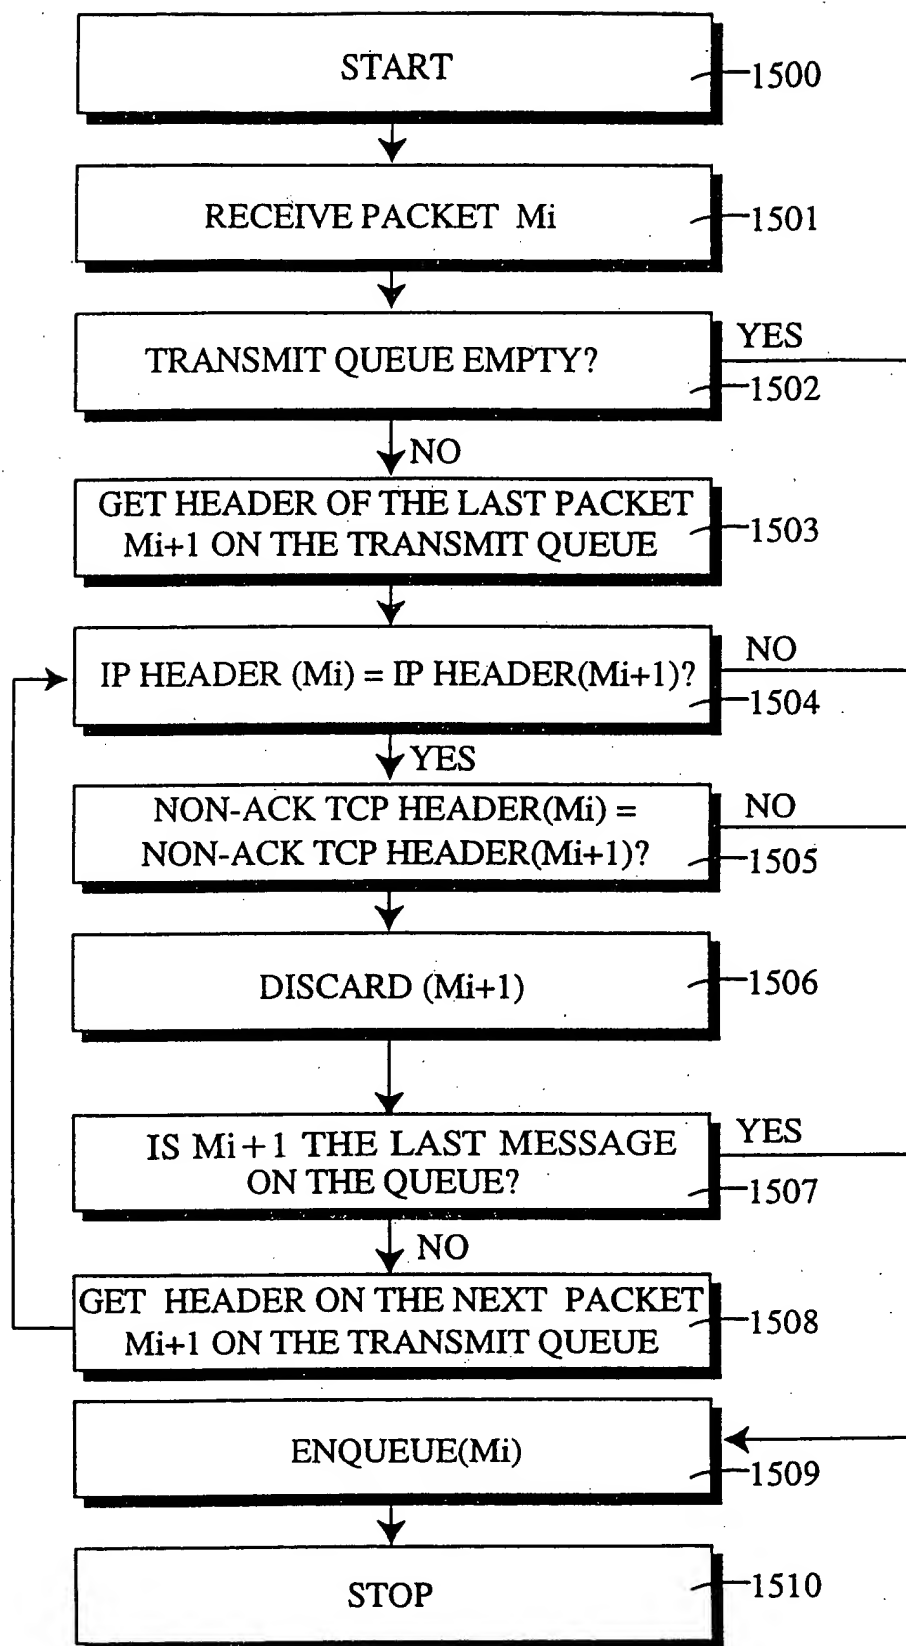 START
1500
RECEIVE PACKET Mi
1501
TRANSMIT QUEUE EMPTY?
YES
1502
NO
GET HEADER OF THE LAST PACKET
Mi+1 ON THE TRANSMIT QUEUE
1503
IP HEADER (Mi) = IP HEADER(Mi+1)?
NO
1504
YES
NON-ACK TCP HEADER(Mi) =
NON-ACK TCP HEADER(Mi+1)?
NO
1505
DISCARD (Mi+1)
1506
IS Mi+1 THE LAST MESSAGE
ON THE QUEUE?
YES
1507
NO
GET HEADER ON THE NEXT PACKET
Mi+1 ON THE TRANSMIT QUEUE
1508
ENQUEUE(Mi)
1509
STOP
1510